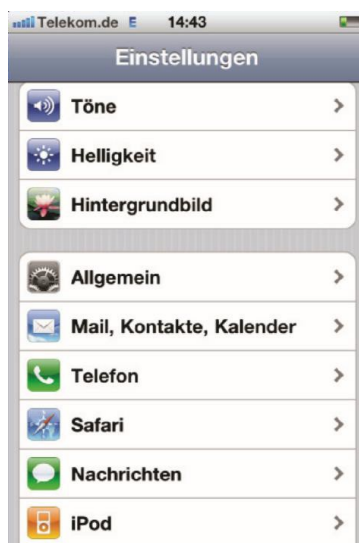 Telekom.de E 14:43
Einstellungen
Töne
Helligkeit
Hintergrundbild
Allgemein
Mail, Kontakte, Kalender
Telefon
Safari
Nachrichten
iPod